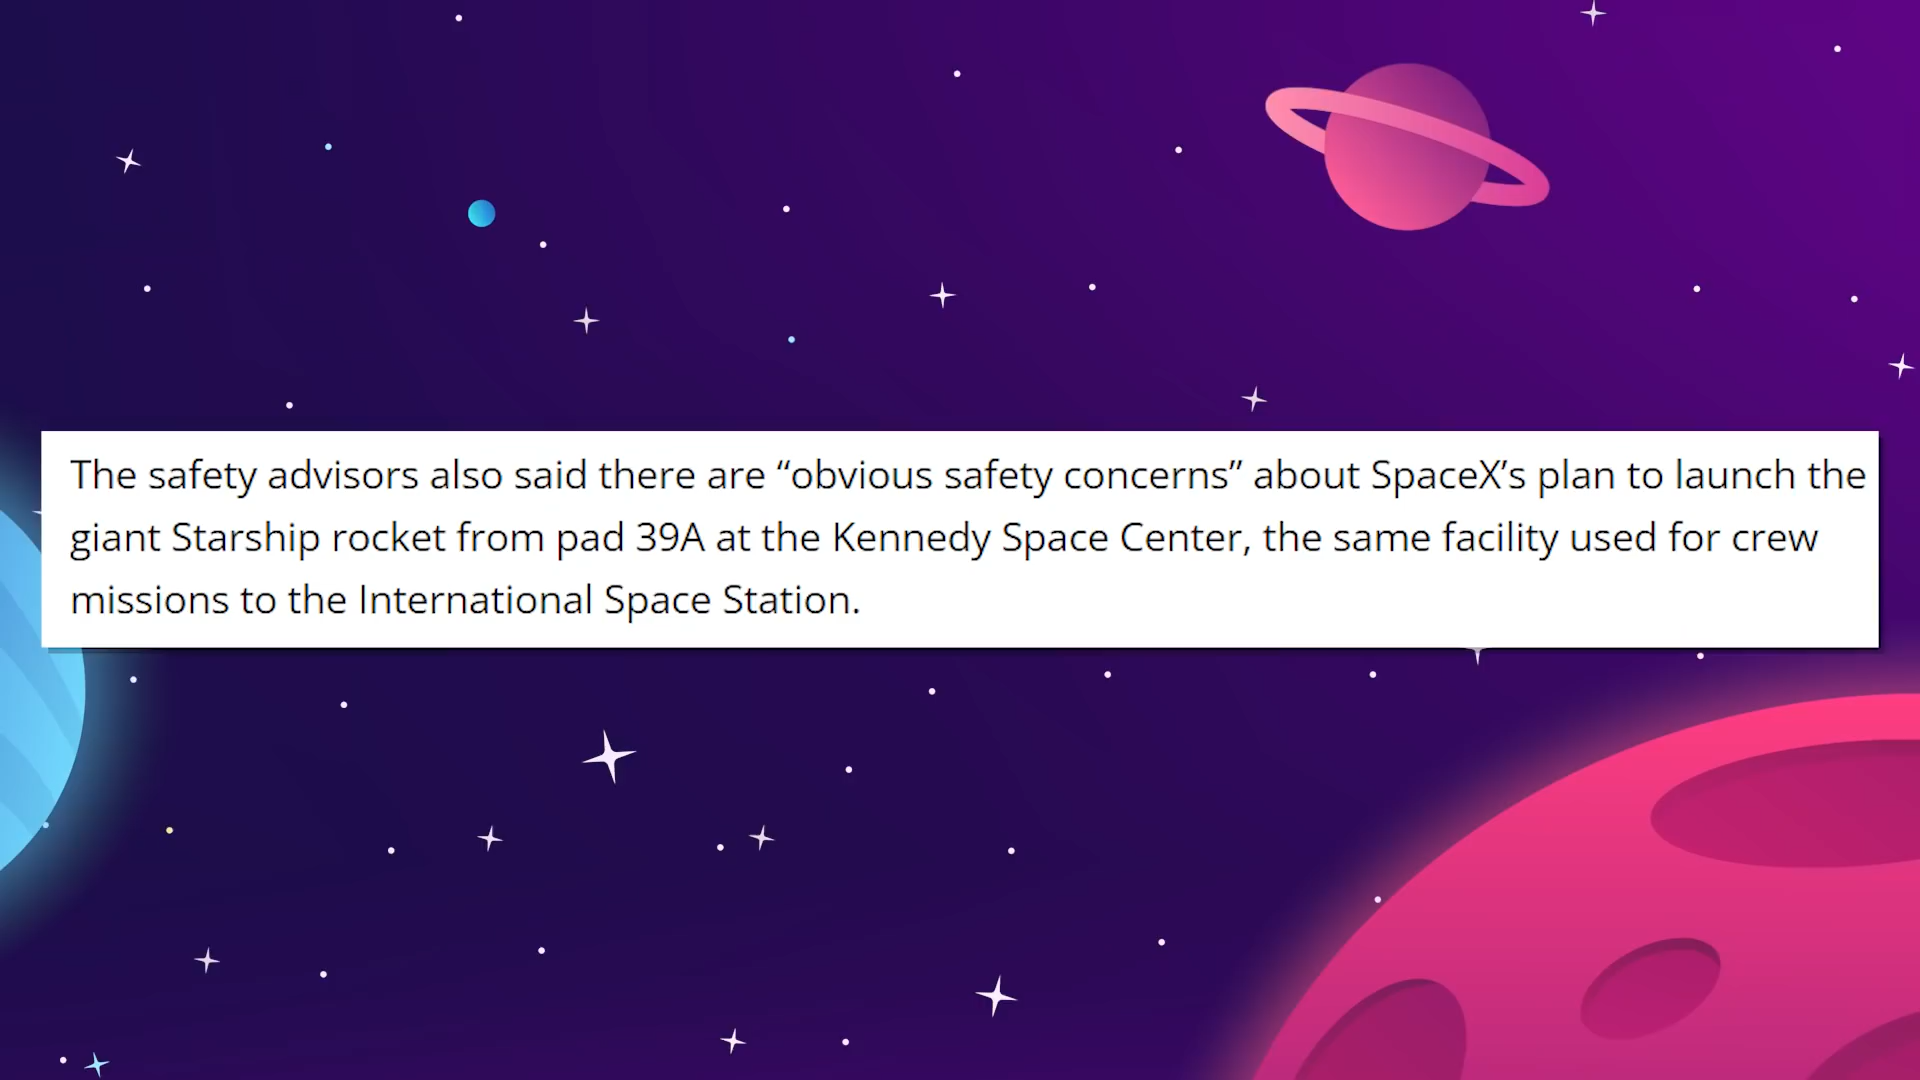 The safety advisors also said there are “obvious safety concerns” about SpaceX’s plan to launch the
giant Starship rocket from pad 39A at the Kennedy Space Center, the same facility used for crew
missions to the International Space Station.